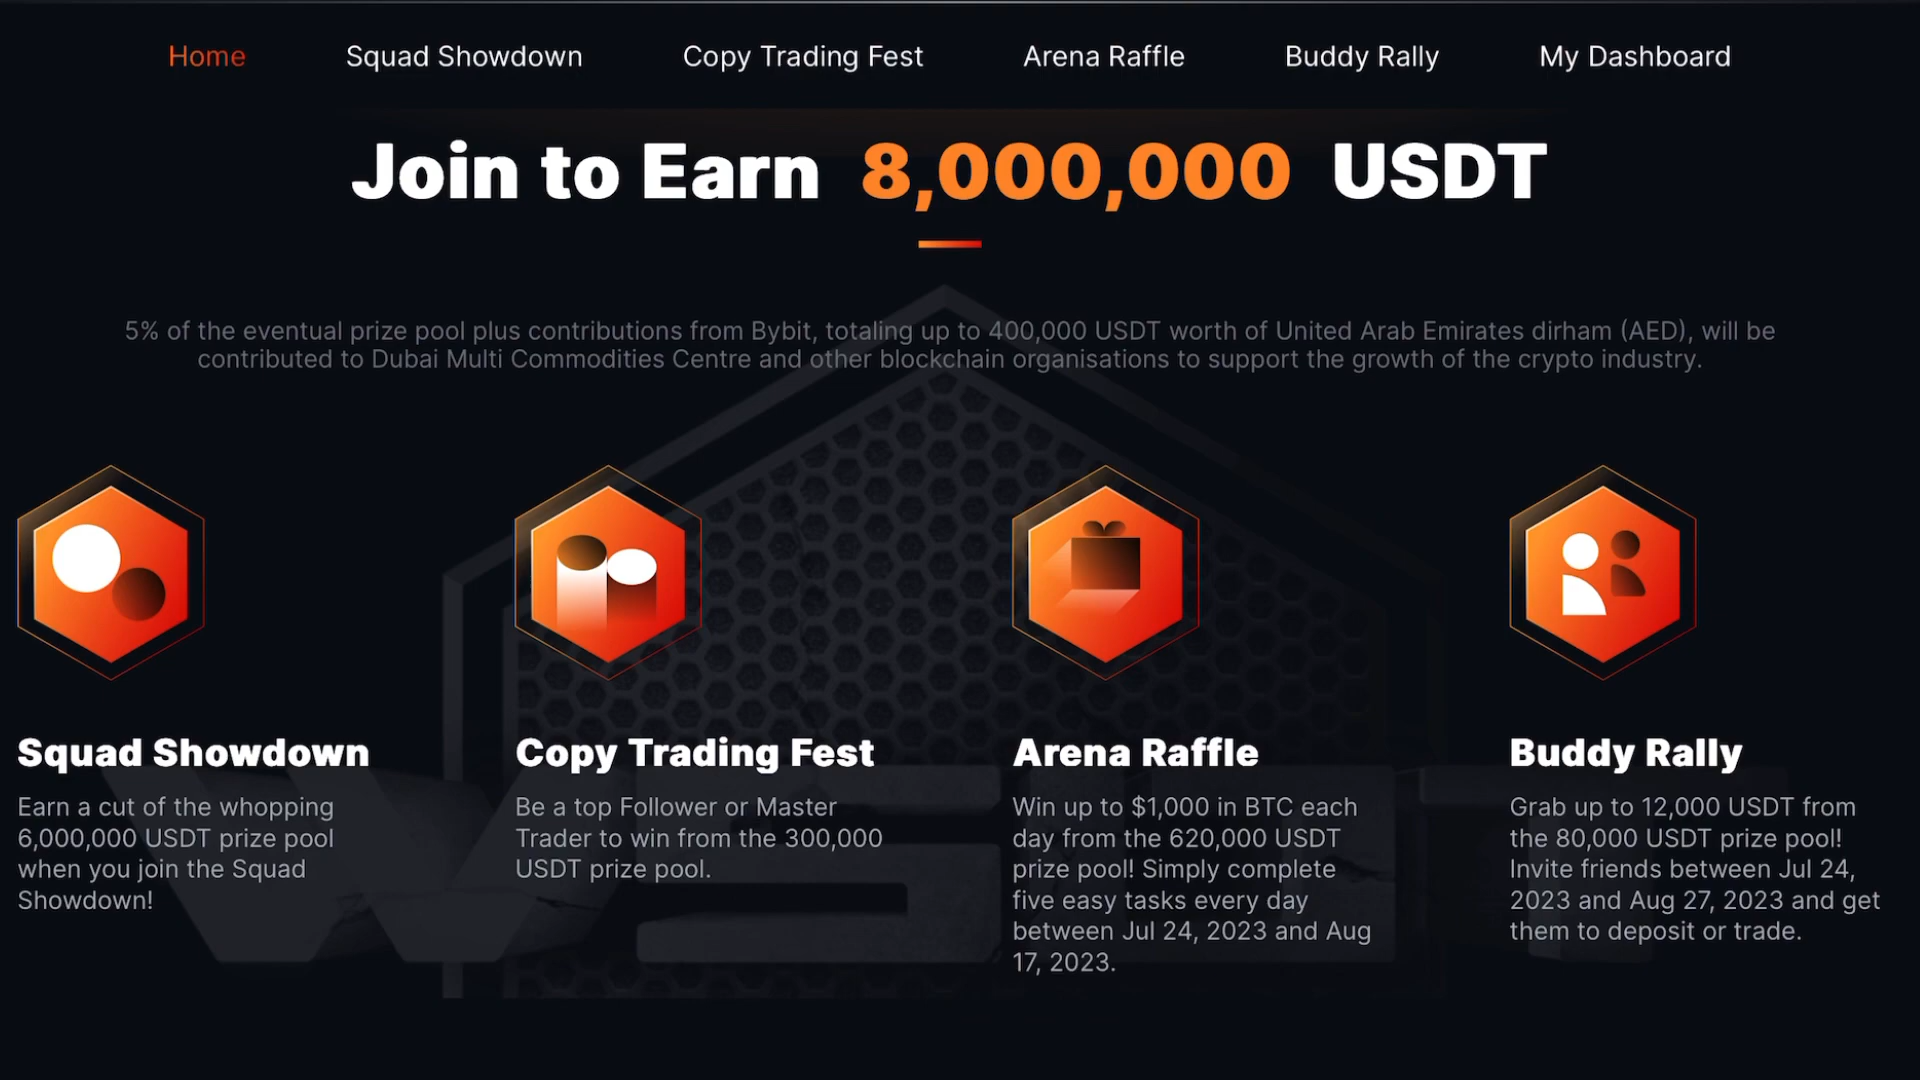 Home Squad Showdown Copy Trading Fest Arena Raffle Buddy Rally My Dashboard
Join to Earn 8,000,000 USDT
5% of the eventual prize pool plus contributions from Bybit, totaling up to 400,000 USDT worth of United Arab Emirates dirham (AED), will be
contributed to Dubai Multi Commodities Centre and other blockchain organisations to support the growth of the crypto industry.
Squad Showdown
Earn a cut of the whopping
6,000,000 USDT prize pool
when you join the Squad
Showdown!
Copy Trading Fest
Be a top Follower or Master
Trader to win from the 300,000
USDT prize pool.
Arena Raffle
Win up to $1,000 in BTC each
day from the 620,000 USDT
prize pool! Simply complete
five easy tasks every day
between Jul 24, 2023 and Aug
17, 2023.
Buddy Rally
Grab up to 12,000 USDT from
the 80,000 USDT prize pool!
Invite friends between Jul 24,
2023 and Aug 27, 2023 and get
them to deposit or trade.
WSOT